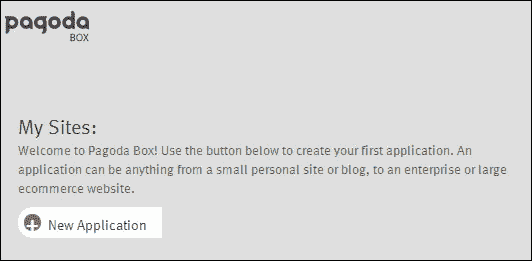 pagoda
BOX
My Sites:
Welcome to Pagoda Box! Use the button below to create your first application. An
application can be anything from a small personal site or blog, to an enterprise or large
ecommerce website.
New Application